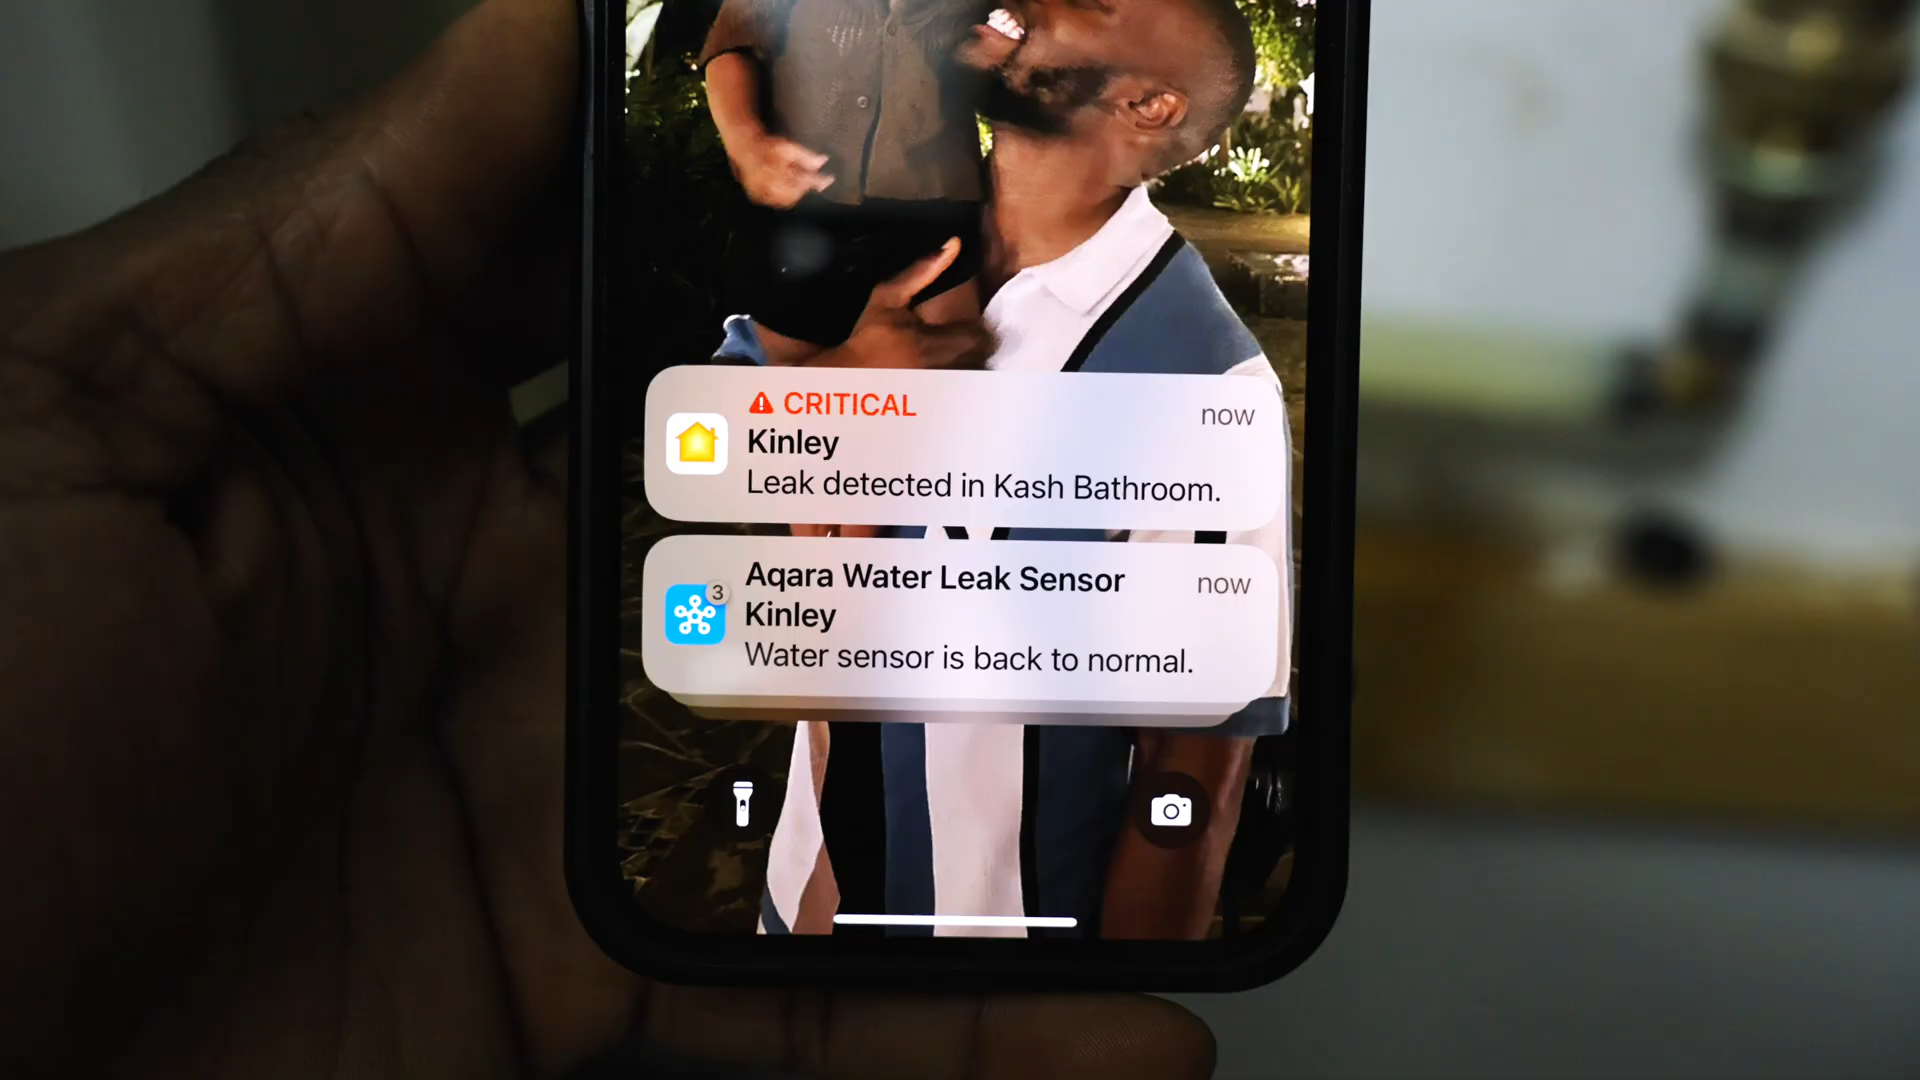 CRITICAL
now
Kinley
Leak detected in Kash Bathroom.
Aqara Water Leak Sensor
now
3
Kinley
Water sensor is back to normal.